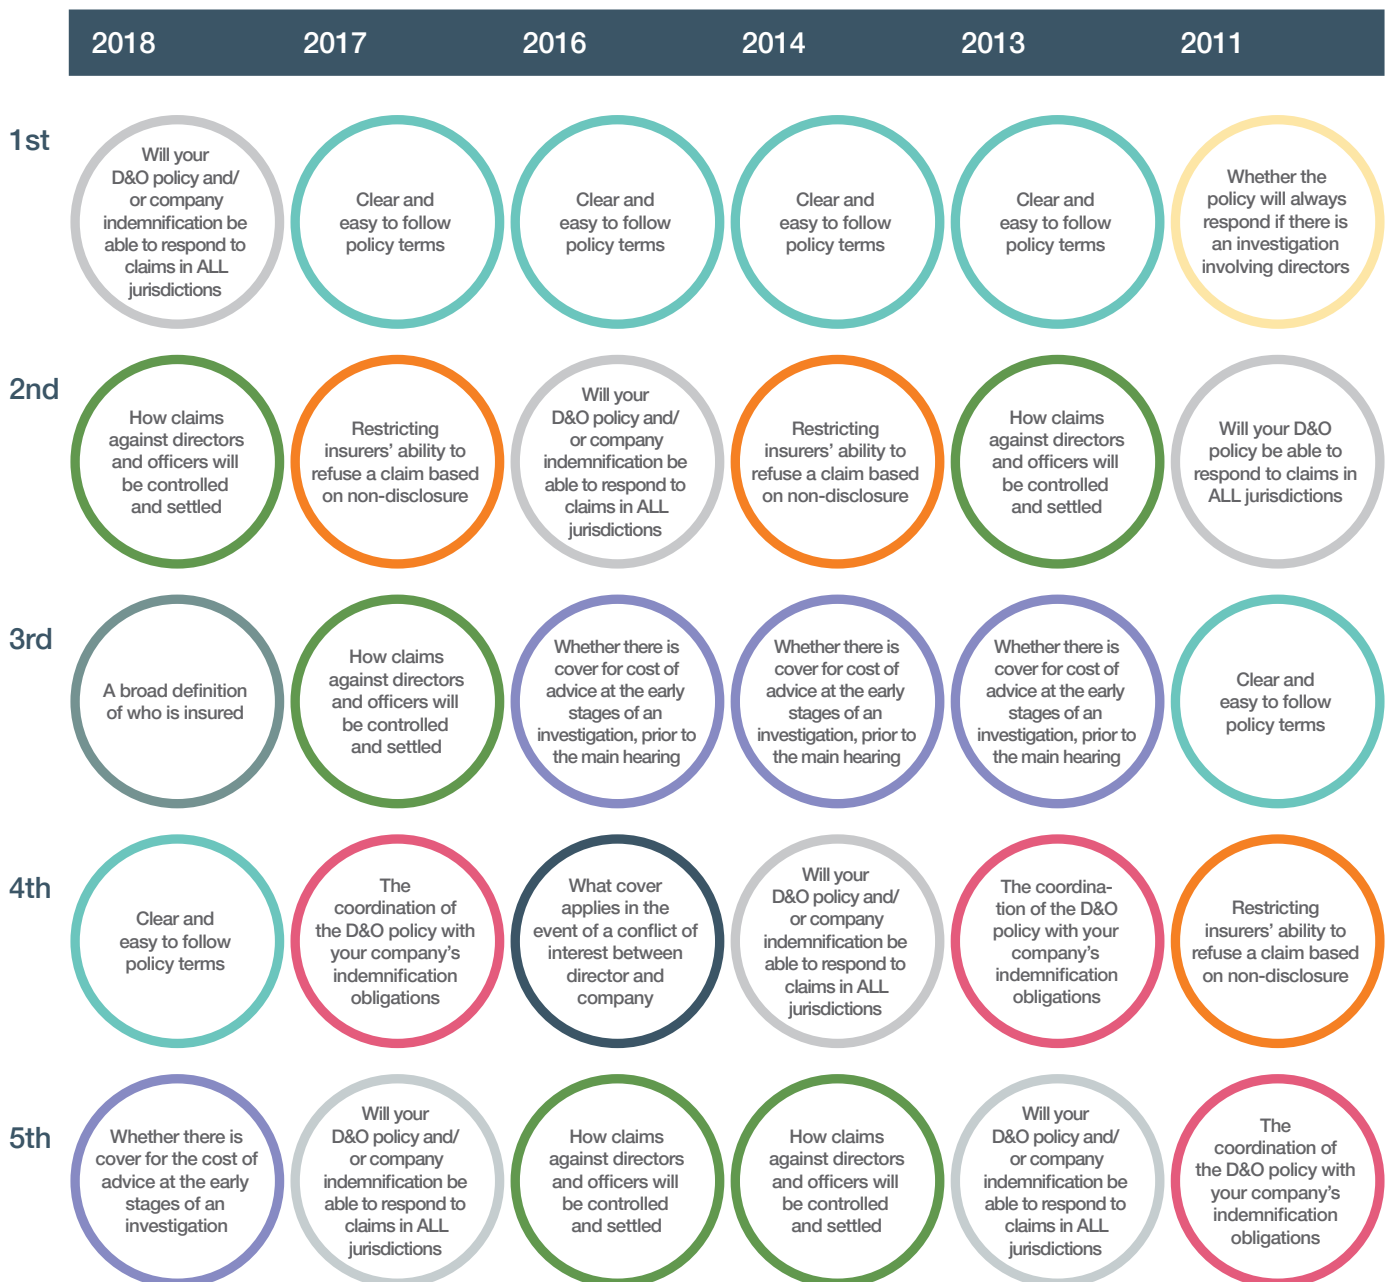 2018 2017 2016 2014 2013 2011
1st
Will your
D&O policy and/
or company
indemnification be
able to respond to
claims in ALL
jurisdictions
Clear and
easy to follow
policy terms
Clear and
easy to follow
policy terms
Clear and
easy to follow
policy terms
Clear and
easy to follow
policy terms
Whether the
policy will always
respond if there is
an investigation
involving directors
2nd
How claims
against directors
and officers will
be controlled
and settled
Restricting
insurers’ ability to
refuse a claim based
on non-disclosure
Will your
D&O policy and/
or company
indemnification be
able to respond to
claims in ALL
jurisdictions
Restricting
insurers’ ability to
refuse a claim based
on non-disclosure
How claims
against directors
and officers will
be controlled
and settled
Will your D&O
policy be able to
respond to claims in
ALL jurisdictions
3rd
A broad definition
of who is insured
How claims
against directors
and officers will
be controlled
and settled
Whether there is
cover for cost of
advice at the early
stages of an
investigation, prior to
the main hearing
Whether there is
cover for cost of
advice at the early
stages of an
investigation, prior to
the main hearing
Whether there is
cover for cost of
advice at the early
stages of an
investigation, prior to
the main hearing
Clear and
easy to follow
policy terms
4th
Clear and
easy to follow
policy terms
The
coordination of
the D&O policy with
your company’s
indemnification
obligations
What cover
applies in the
event of a conflict of
interest between
director and
company
Will your
D&O policy and/
or company
indemnification be
able to respond to
claims in ALL
jurisdictions
The coordina-
tion of the D&O
policy with your
company’s
indemnification
obligations
Restricting
insurers’ ability to
refuse a claim based
on non-disclosure
5th
Whether there is
cover for the cost of
advice at the early
stages of an
investigation
Will your
D&O policy and/
or company
indemnification be
able to respond to
claims in ALL
jurisdictions
How claims
against directors
and officers will
be controlled
and settled
How claims
against directors
and officers will
be controlled
and settled
Will your
D&O policy and/
or company
indemnification be
able to respond to
claims in ALL
jurisdictions
The
coordination of
the D&O policy with
your company’s
indemnification
obligations